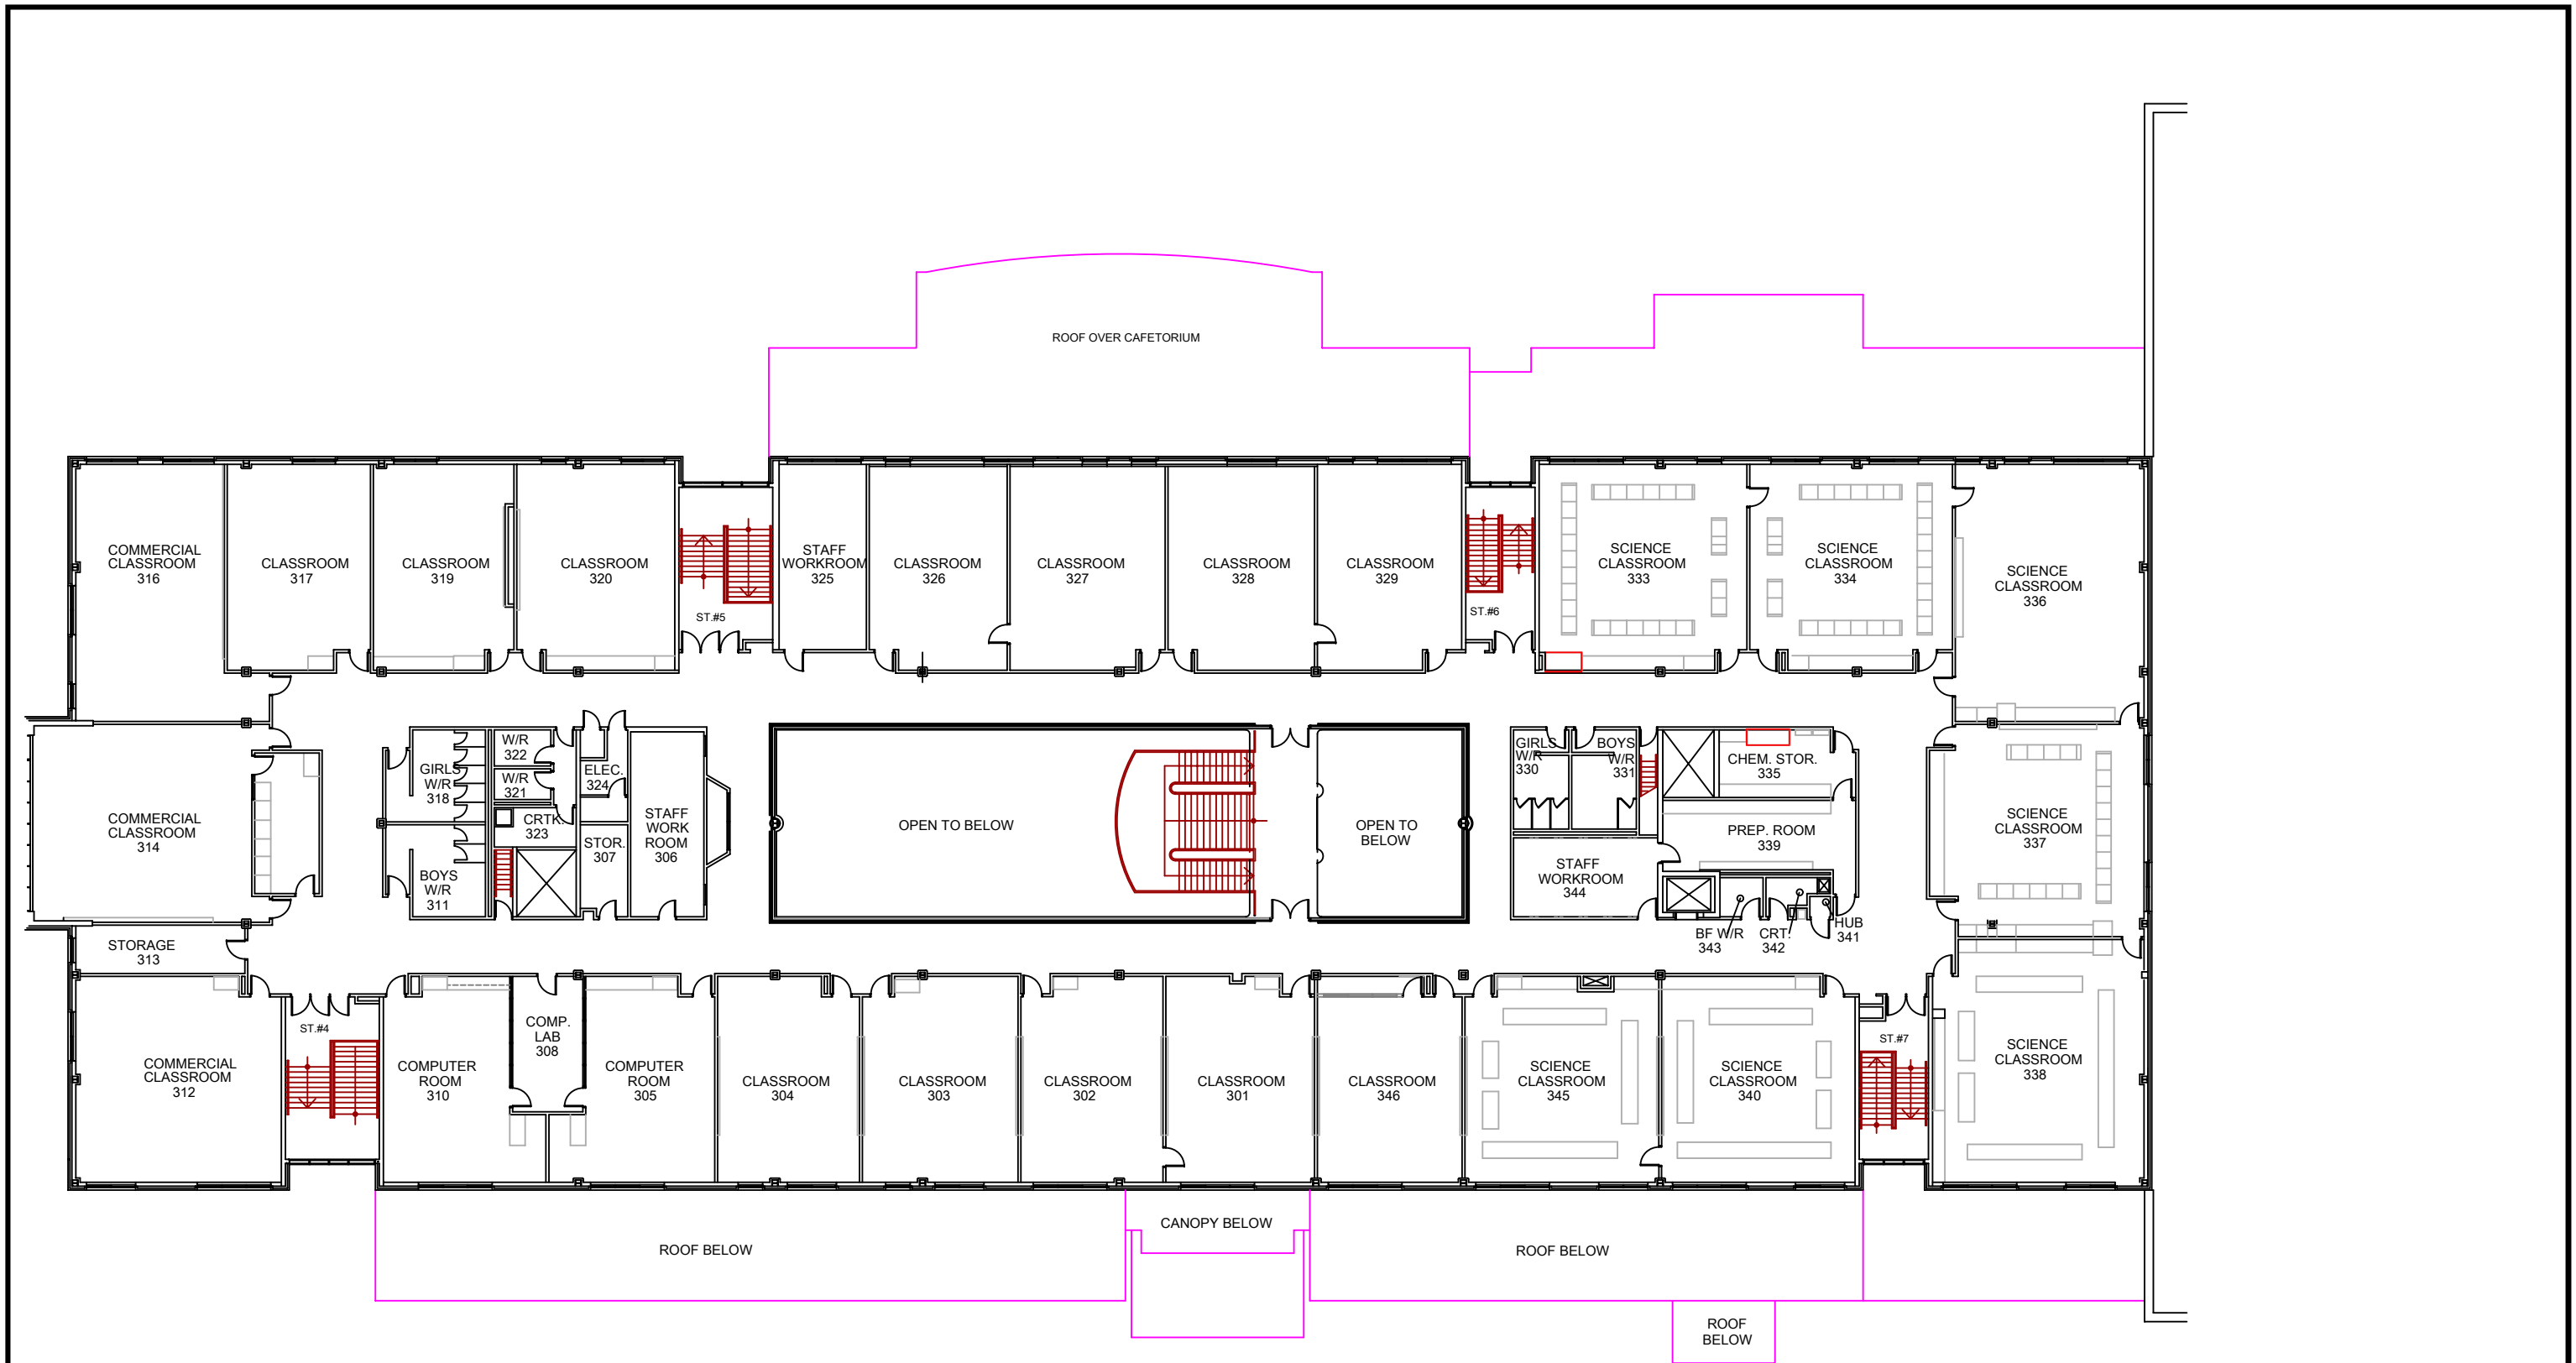 ROOF OVER CAFETORIUM
COMMERCIAL
CLASSROOM
316
CLASSROOM
317
CLASSROOM
319
CLASSROOM
320
ST.#5
STAFF
WORKROOM
325
CLASSROOM
326
CLASSROOM
327
CLASSROOM
328
CLASSROOM
329
ST.#6
SCIENCE
CLASSROOM
333
SCIENCE
CLASSROOM
334
SCIENCE
CLASSROOM
336
COMMERCIAL
CLASSROOM
314
GIRLS
W/R
318
BOYS
W/R
311
W/R
322
W/R
321
CRTK.
323
ELEC.
324
STOR.
307
STAFF
WORK
ROOM
306
OPEN TO BELOW
OPEN TO
BELOW
GIRLS
W/R
330
BOYS
W/R
331
CHEM. STOR.
335
PREP. ROOM
339
STAFF
WORKROOM
344
BF W/R
343
CRT.
342
HUB
341
SCIENCE
CLASSROOM
337
STORAGE
313
COMMERCIAL
CLASSROOM
312
ST.#4
COMPUTER
ROOM
310
COMP.
LAB
308
COMPUTER
ROOM
305
CLASSROOM
304
CLASSROOM
303
CLASSROOM
302
CLASSROOM
301
CLASSROOM
346
SCIENCE
CLASSROOM
345
SCIENCE
CLASSROOM
340
ST.#7
SCIENCE
CLASSROOM
338
ROOF BELOW
CANOPY BELOW
ROOF BELOW
ROOF
BELOW